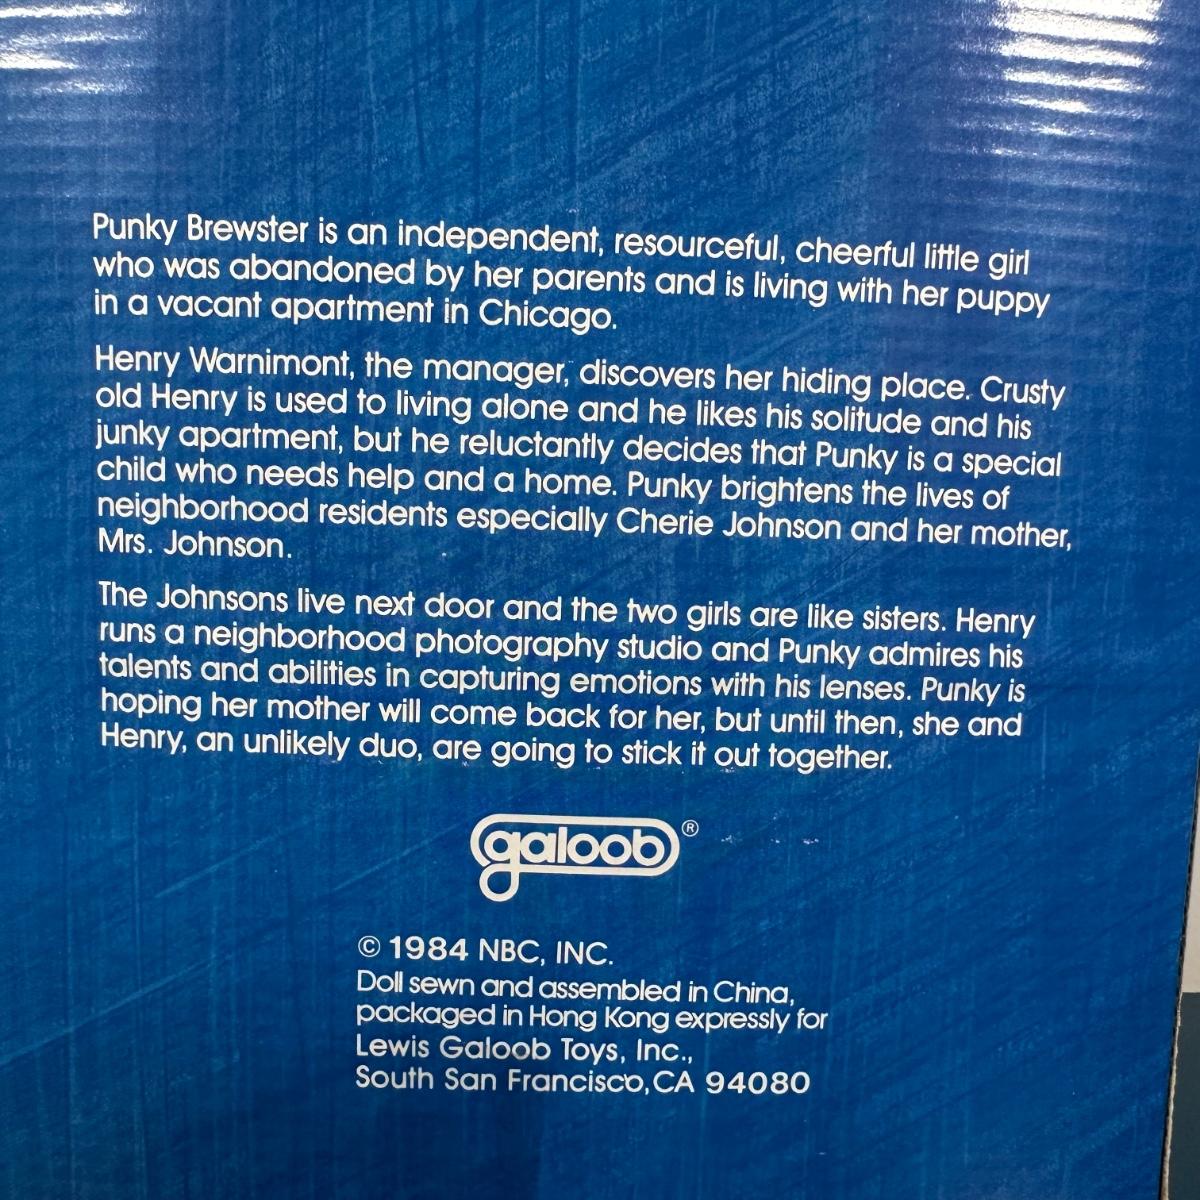 Punky Brewster is an independent, resourceful, cheerful little girl
who was abandoned by her parents and is living with her puppy
in a vacant apartment in Chicago.
Henry Warnimont, the manager, discovers her hiding place. Crusty
old Henry is used to living alone and he likes his solitude and his
junky apartment, but he reluctantly decides that Punky is a special
child who needs help and a home. Punky brightens the lives of
neighborhood residents especially Cherie Johnson and her mother,
Mrs. Johnson.
The Johnsons live next door and the two girls are like sisters. Henry
runs a neighborhood photography studio and Punky admires his
talents and abilities in capturing emotions with his lenses. Punky is
hoping her mother will come back for her, but until then, she and
Henry, an unlikely duo, are going to stick it out together.
galoob®
© 1984 NBC, INC.
Doll sewn and assembled in China,
packaged in Hong Kong expressly for
Lewis Galoob Toys, Inc.,
South San Francisco, CA 94080